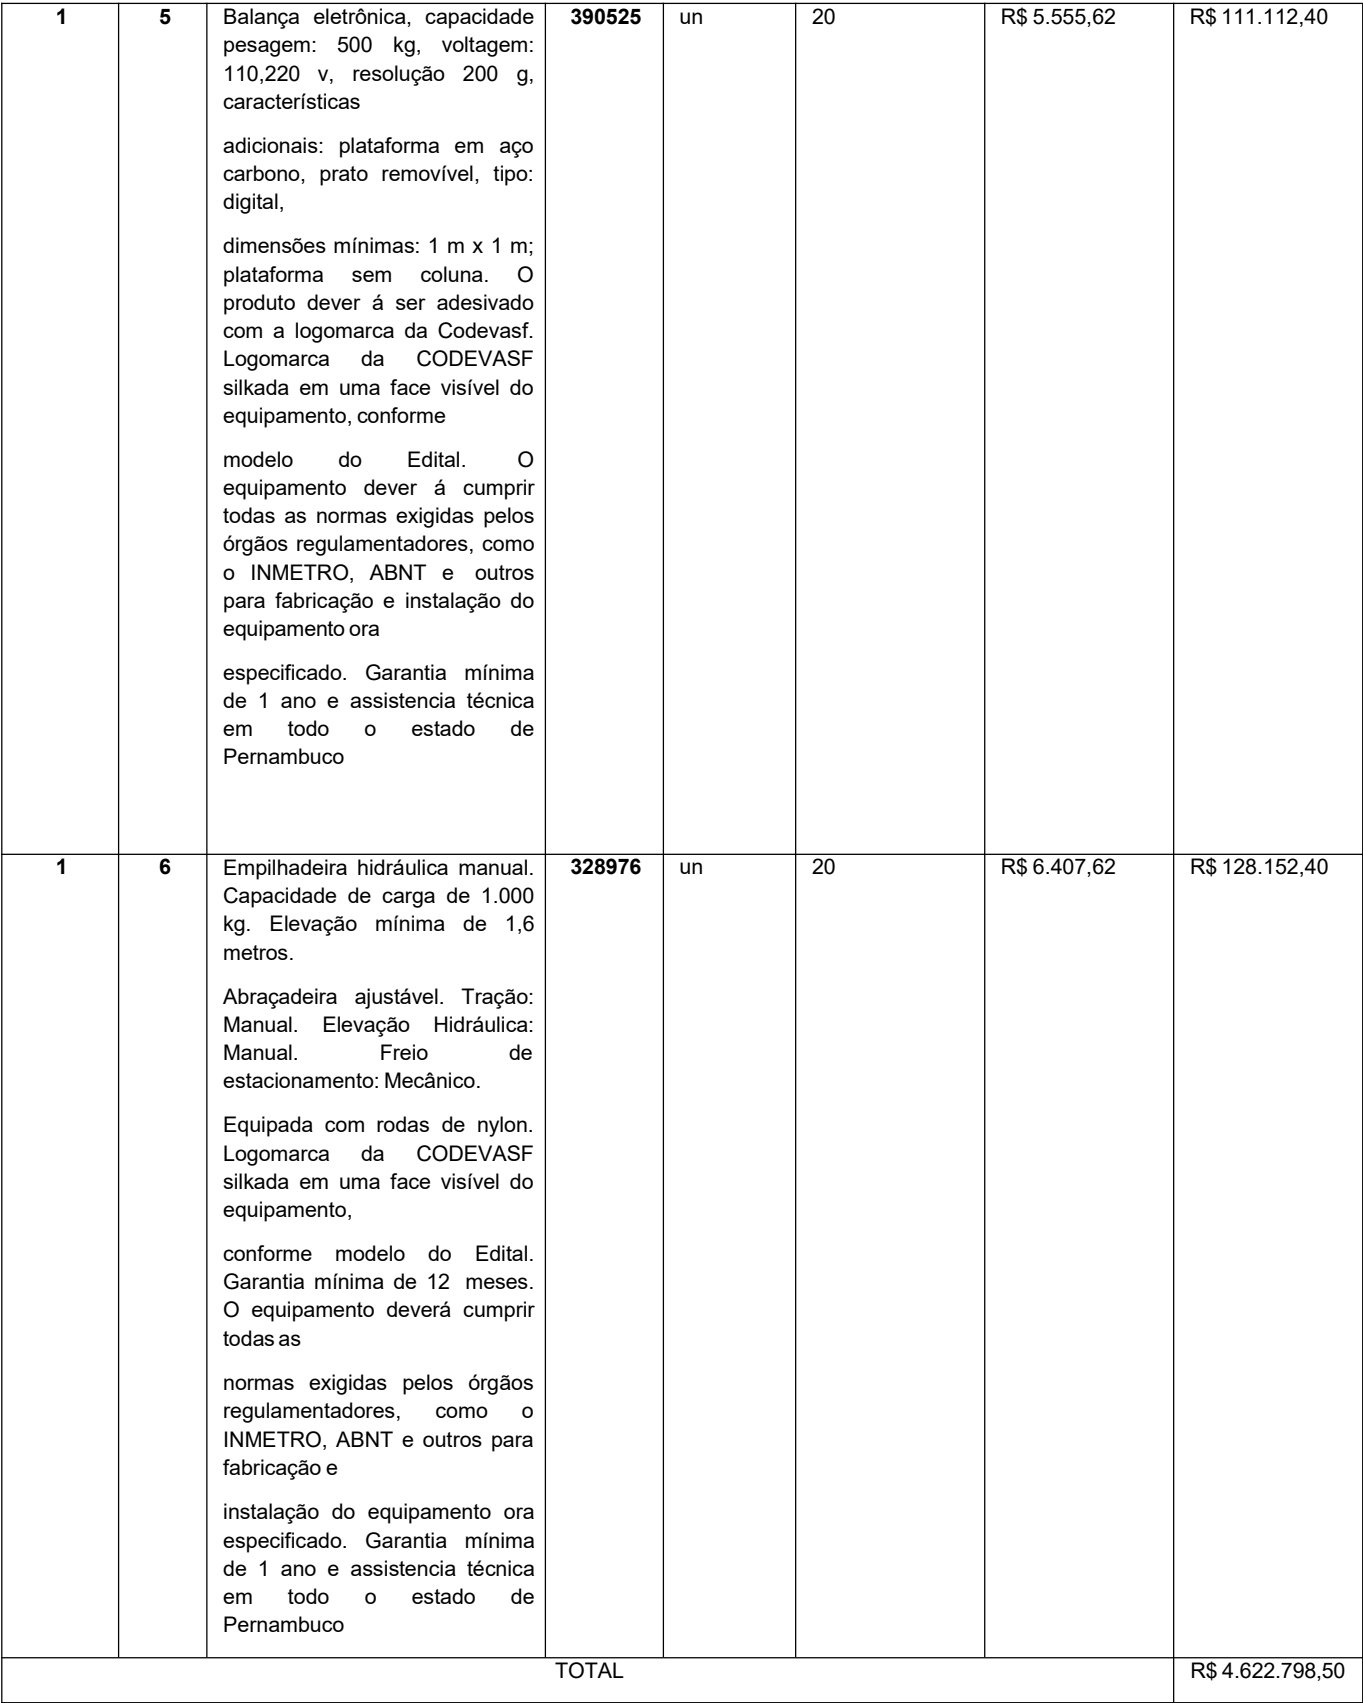 1 5 Balança eletrônica, capacidade 390525 un 20 R$ 5.555,62 R$ 111.112,40
pesagem: 500 kg, voltagem:
110,220 v, resolução 200 g,
características
adicionais: plataforma em aço
carbono, prato removível, tipo:
digital,
dimensões mínimas: 1 m x 1 m;
plataforma sem coluna. O
produto dever á ser adesivado
com a logomarca da Codevasf.
Logomarca da CODEVASF
silkada em uma face visível do
equipamento, conforme
modelo do Edital. O
equipamento dever á cumprir
todas as normas exigidas pelos
órgãos regulamentadores, como
o INMETRO, ABNT e outros
para fabricação e instalação do
equipamento ora
especificado. Garantia mínima
de 1 ano e assistencia técnica
em todo o estado de
Pernambuco
1 6 Empilhadeira hidráulica manual. 328976 un 20 R$ 6.407,62 R$ 128.152,40
Capacidade de carga de 1.000
kg. Elevação mínima de 1,6
metros.
Abraçadeira ajustável. Tração:
Manual. Elevação Hidráulica:
Manual. Freio de
estacionamento: Mecânico.
Equipada com rodas de nylon.
Logomarca da CODEVASF
silkada em uma face visível do
equipamento,
conforme modelo do Edital.
Garantia mínima de 12 meses.
O equipamento deverá cumprir
todas as
normas exigidas pelos órgãos
regulamentadores, como o
INMETRO, ABNT e outros para
fabricação e
instalação do equipamento ora
especificado. Garantia mínima
de 1 ano e assistencia técnica
em todo o estado de
Pernambuco
TOTAL R$ 4.622.798,50